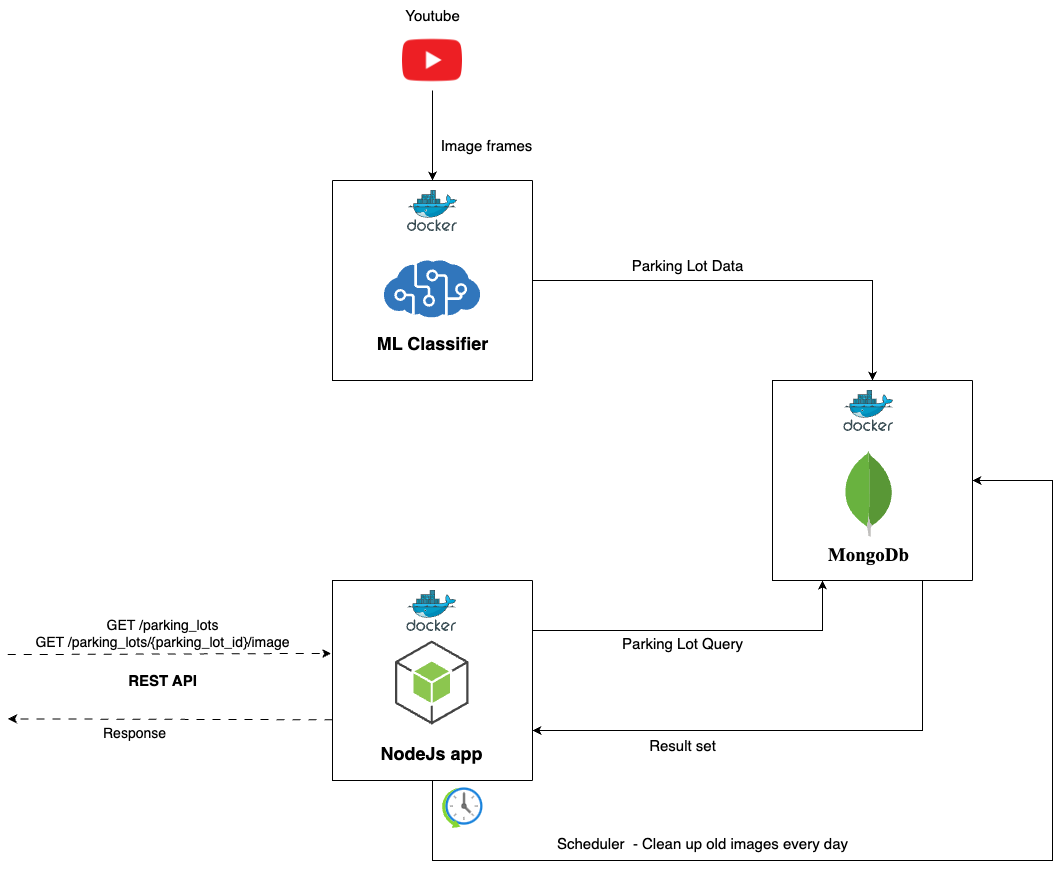 Youtube
Image frames
docker
ML Classifier
Parking Lot Data
docker
MongoDb
docker
NodeJs app
GET /parking_lots
GET /parking_lots/{parking_lot_id}/image
REST API
Response
Parking Lot Query
Result set
Scheduler - Clean up old images every day